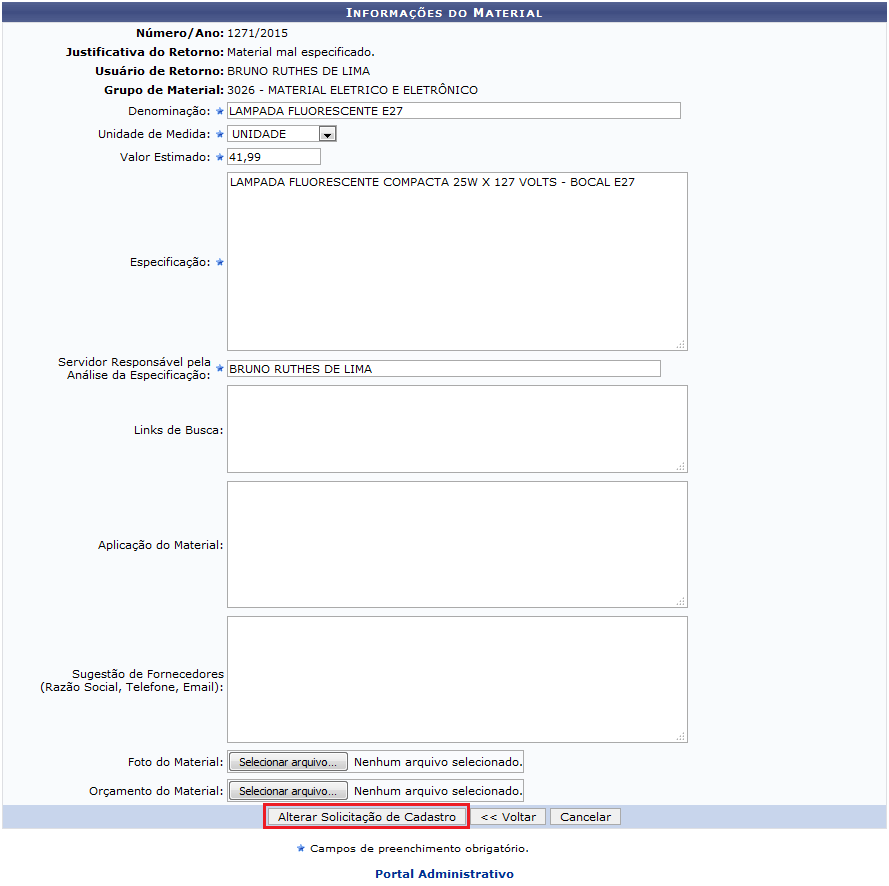 INFORMAÇÕES DO MATERIAL
Número/Ano: 1271/2015
Justificativa do Retorno: Material mal especificado.
Usuário de Retorno: BRUNO RUTHES DE LIMA
Grupo de Material: 3026 - MATERIAL ELETRICO E ELETRÔNICO
Denominação: LAMPADA FLUORESCENTE E27
Unidade de Medida: UNIDADE
Valor Estimado: 41,99
LAMPADA FLUORESCENTE COMPACTA 25W X 127 VOLTS - BOCAL E27
Especificação:
Servidor Responsável pela
Análise da Especificação: BRUNO RUTHES DE LIMA
Links de Busca:
Aplicação do Material:
Sugestão de Fornecedores
(Razão Social, Telefone, Email):
Foto do Material: Selecionar arquivo... Nenhum arquivo selecionado.
Orçamento do Material: Selecionar arquivo... Nenhum arquivo selecionado.
Alterar Solicitação de Cadastro << Voltar Cancelar
Campos de preenchimento obrigatório.
Portal Administrativo